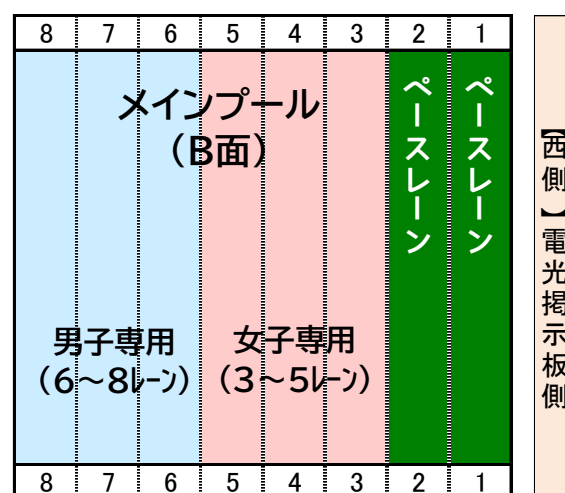 8 7 6 5 4 3 2 1
メインプール
（B面）
ペースレーン
ペースレーン
男子専用
（6～8ﾚｰﾝ）
女子専用
（3～5ﾚｰﾝ）
8 7 6 5 4 3 2 1
【西側】電光掲示板側